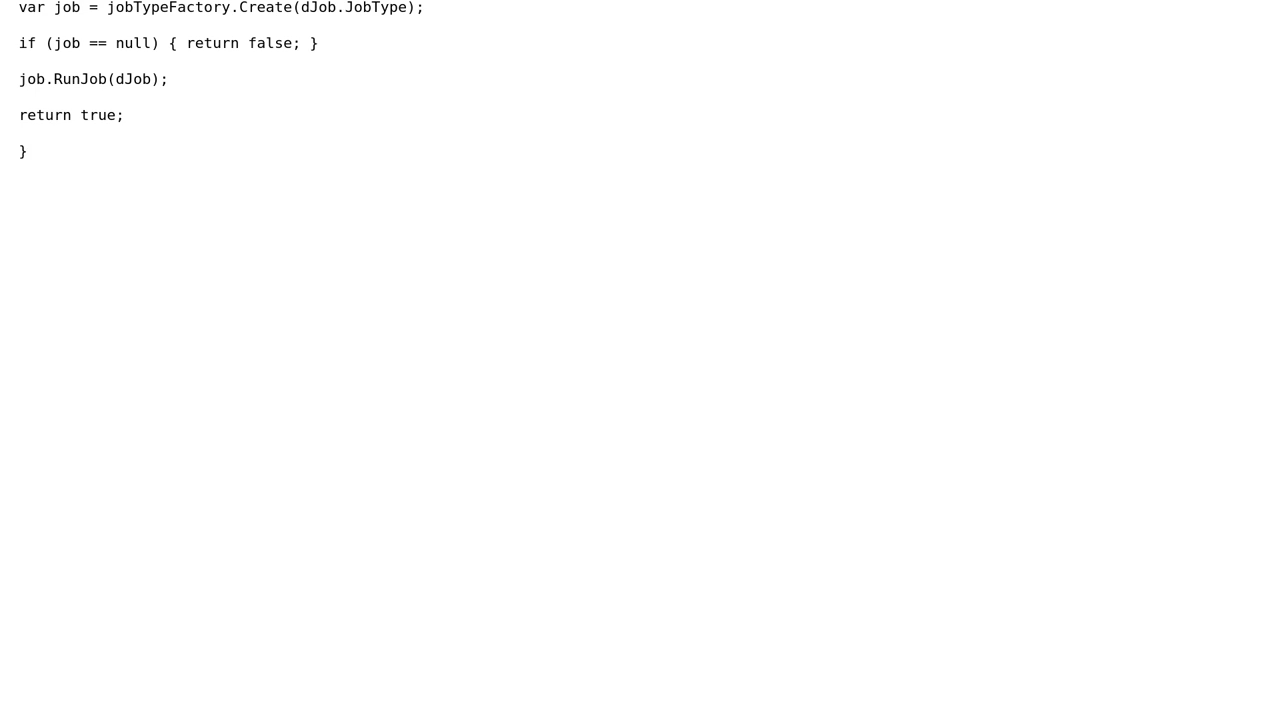 var job = jobTypeFactory.Create(dJob.JobType);
if (job == null) { return false; }
job.RunJob(dJob);
return true;
}